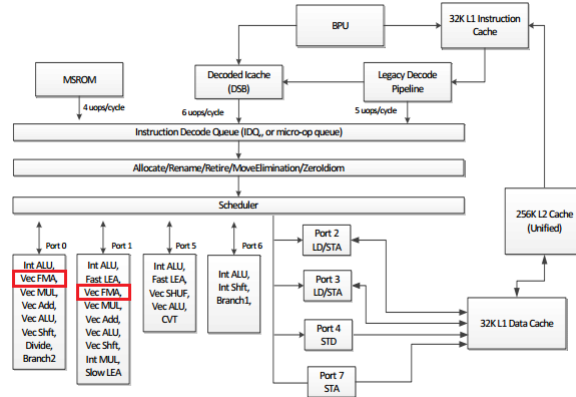 BPU
32K L1 Instruction
Cache
MSROM
Decoded Icache
(DSB)
Legacy Decode
Pipeline
4 uops/cycle
6 uops/cycle
5 uops/cycle
Instruction Decode Queue (IDQ,, or micro-op queue)
Allocate/Rename/Retire/MoveElimination/ZeroIdiom
Scheduler
256K L2 Cache
(Unified)
Port 0
Int ALU,
Vec FMA,
Vec MUL,
Vec Add,
Vec ALU,
Vec Shft,
Divide,
Branch2
Port 1
Int ALU,
Fast LEA,
Vec FMA,
Vec MUL,
Vec Add,
Vec ALU,
Vec Shft,
Int MUL,
Slow LEA
Port 5
Int ALU,
Fast LEA,
Vec SHUF,
Vec ALU,
CVT
Port 6
Int ALU,
Int Shft,
Branch1,
Port 2
LD/STA
Port 3
LD/STA
Port 4
STD
Port 7
STA
32K L1 Data Cache